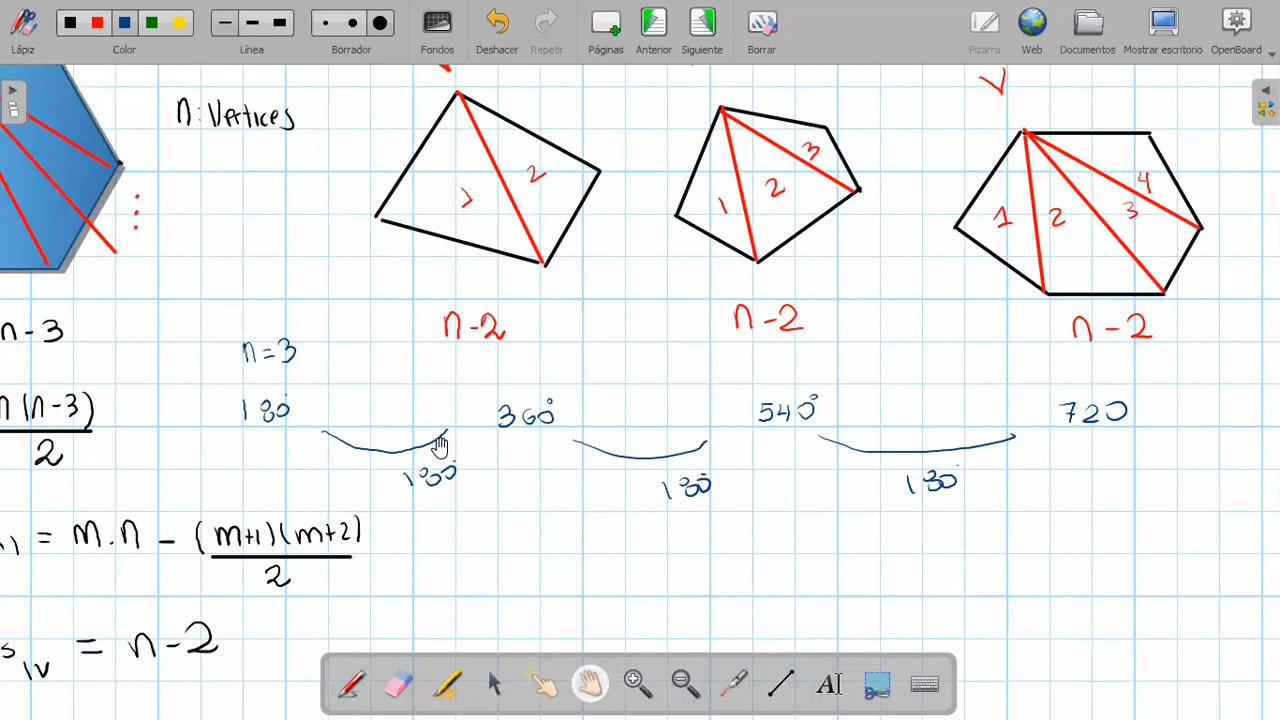 Lápiz
Color
Línea
Borrador
Fondos
Deshacer
Repetir
Páginas
Anterior
Siguiente
Borrar
Pizarra
Web
Documentos
Mostrar escritorio
OpenBoard
n: Vertices
V
1 2
1 2 3
1 2 3 4
n-2
n-2
n-2
n-3
n=3
n(n-3)
2
180°
360°
540°
720
180°
180°
180°
= m.n - (m+1)(m+2)
2
s IV = n-2